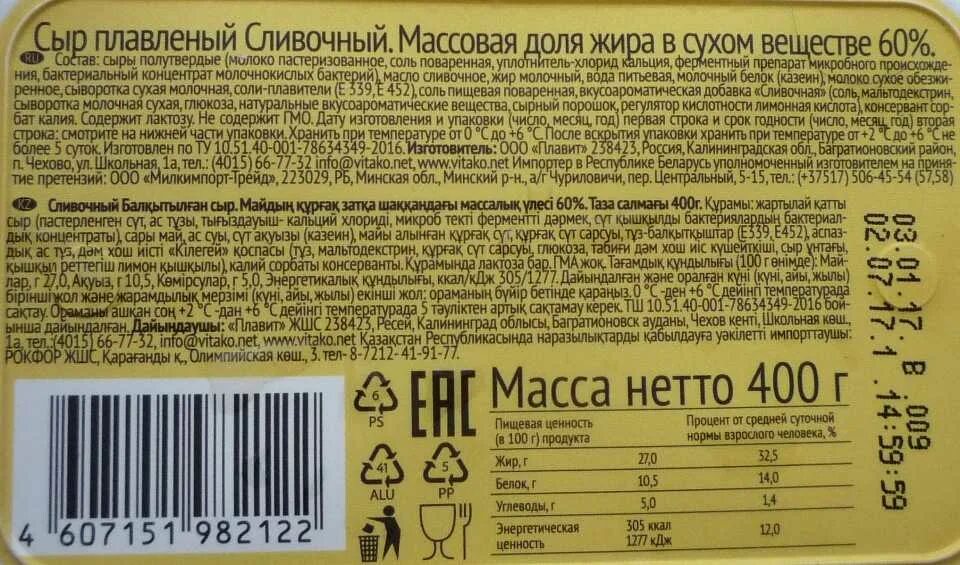 Сыр плавленый Сливочный. Массовая доля жира в сухом веществе 60%.
RU Состав: сыры полутвердые (молоко пастеризованное, соль поваренная, уплотнитель-хлорид кальция, ферментный препарат микробного происхожде-
ния, бактериальный концентрат молочнокислых бактерий), масло сливочное, жир молочный, вода питьевая, молочный белок (казеин), молоко сухое обезжи-
ренное, сыворотка сухая молочная, соли-плавители (Е 339,Е 452), соль пищевая поваренная, вкусоароматическая добавка «Сливочная» (соль, мальтодекстрин,
сыворотка молочная сухая, глюкоза, натуральные вкусоароматические вещества, сырный порошок, регулятор кислотности лимонная кислота), консервант сор-
бат калия. Содержит лактозу. Не содержит ГМО. Дату изготовления и упаковки (число, месяц, год) первая строка и срок годности (число, месяц, год) вторая
строка: смотрите на нижней части упаковки. Хранить при температуре от 0 °С до +6 °С. После вскрытия упаковки хранить при температуре от +2 °С до +6 °С не
более 5 суток. Изготовлен по ТУ 10.51.40-001-78634349-2016. Изготовитель: ООО «Плавит» 238423, Россия, Калининградская обл., Багратионовский район,
п. Чехово, ул. Школьная, 1а, тел.: (4015) 66-77-32 info@vitako.net, www.vitako.net Импортер в Республике Беларусь уполномоченный изготовителем на приня-
тие претензий: ООО «Милкимпорт-Трейд», 223029, РБ, Минская обл., Минский р-н., а/г Чуриловичи, пер. Центральный, 5-15, тел.: (+37517) 506-45-54 (57,58)
KZ Сливочный Балқытылған сыр. Майдың құрғақ затқа шаққандағы массалық үлесі 60%. Таза салмағы 400г. Құрамы: жартылай қатты
сыр (пастерленген сүт, ас тұзы, тығыздауыш- кальций хлориді, микроб текті ферментті дәрмек, сүт қышқылды бактериялардың бактериал-
дық концентраты), сары май, ас суы, сүт ақуызы (казеин), майы алынған құрғақ сүт, құрғақ сүт сарсуы, тұз-балқытқыштар (Е339,Е452), аспаз-
дық ас тұз, дәм хош иісті «Кілегей» қоспасы (тұз, мальтодекстрин, құрғақ сүт сарсуы, глюкоза, табиғи дәм хош иіс күшейткіші, сыр ұнтағы,
қышқыл реттегіш лимон қышқылы), калий сорбаты консерванты. Құрамында лактоза бар. ГМА жоқ. Тағамдық құндылығы (100 г өнімде): Май-
лар, г 27,0, Ақуыз, г 10,5, Көмірсулар, г 5,0, Энергетикалық құндылығы, ккал/кДж 305/1277. Дайындалған және оралған күні (күні, айы, жылы)
бірінші жол және жарамдылық мерзімі (күні, айы, жылы) екінші жол: ораманың бүйір бетінде қараңыз. 0 °С -ден +6 °С дейінгі температурада
сақтау. Ораманы ашқан соң +2 °С -дан +6 °С дейінгі температурада 5 тәуліктен артық сақтамау керек. ТШ 10.51.40-001-78634349-2016 бой-
ынша дайындалған. Дайындаушы: «Плавит» ЖШС 238423, Ресей, Калининград облысы, Багратионовск ауданы, Чехов кенті, Школьная көш.,
1а, тел.:(4015) 66-77-32, info@vitako.net, www.vitako.net Қазақстан Республикасында наразылықтарды қабылдауға уәкілетті импорттаушы:
РОКФОР ЖШС, Қарағанды қ., Олимпийская көш., 3. тел- 8-7212- 41-91-77.
03.01.17. В .009
02.07.17.1 .14:59:59
6
PS
41
ALU
5
PP
ЕАС
4 607151 982122
Масса нетто 400 г
Пищевая ценность (в 100 г) продукта Процент от средней суточной нормы взрослого человека, %
Жир, г 27,0 32,5
Белок, г 10,5 14,0
Углеводы, г 5,0 1,4
Энергетическая ценность 305 ккал 1277 кДж 12,0